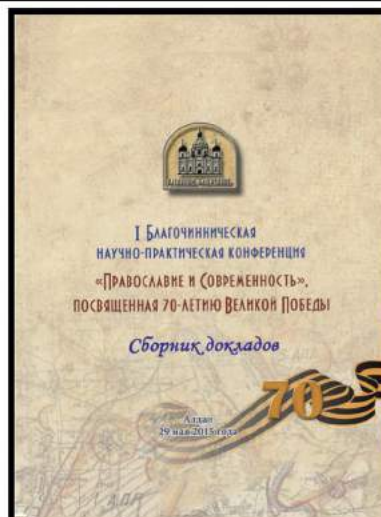 I Благочинническая
научно-практическая конференция
«Православие и Современность»,
посвященная 70-летию Великой Победы
Сборник докладов
70
Алдан
29 мая 2015 года